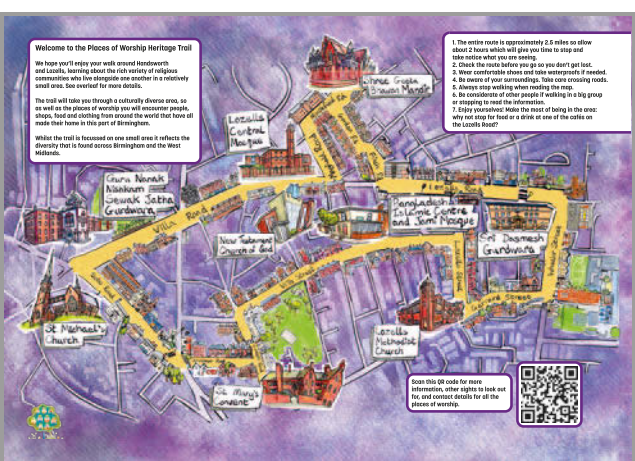 Welcome to the Places of Worship Heritage Trail
We hope you'll enjoy your walk around Handsworth
and Lozells, learning about the rich variety of religious
communities who live alongside one another in a relatively
small area. See overleaf for more details.
The trail will take you through a culturally diverse area, so
as well as the places of worship you will encounter people,
shops, food and clothing from around the world that have all
made their home in this part of Birmingham.
Whilst the trail is focussed on one small area it reflects the
diversity that is found across Birmingham and the West
Midlands.
1. The entire route is approximately 2.5 miles so allow
about 2 hours which will give you time to stop and
take notice what you are seeing.
2. Check the route before you go so you don't get lost.
3. Wear comfortable shoes and take waterproofs if needed.
4. Be aware of your surroundings. Take care crossing roads.
5. Always stop walking when reading the map.
6. Be considerate of other people if walking in a big group
or stopping to read the information.
7. Enjoy yourselves! Make the most of being in the area:
why not stop for food or a drink at one of the cafés on
the Lozells Road?
Shree Geeta
Bhawan Mandir
Lozells
Central
Mosque
Guru Nanak
Nishkam
Sewak Jatha
Gurdwara
Villa Road
New Testament
Church of God
Bangladeshi
Islamic Centre
and Jami Mosque
Sri Dasmesh
Gurdwara
Wheeler Street
Gerrard Street
St Michael's
Church
Lozells
Methodist
Church
St Mary's
Convent
Scan this QR code for more
information, other sights to look out
for, and contact details for all the
places of worship.